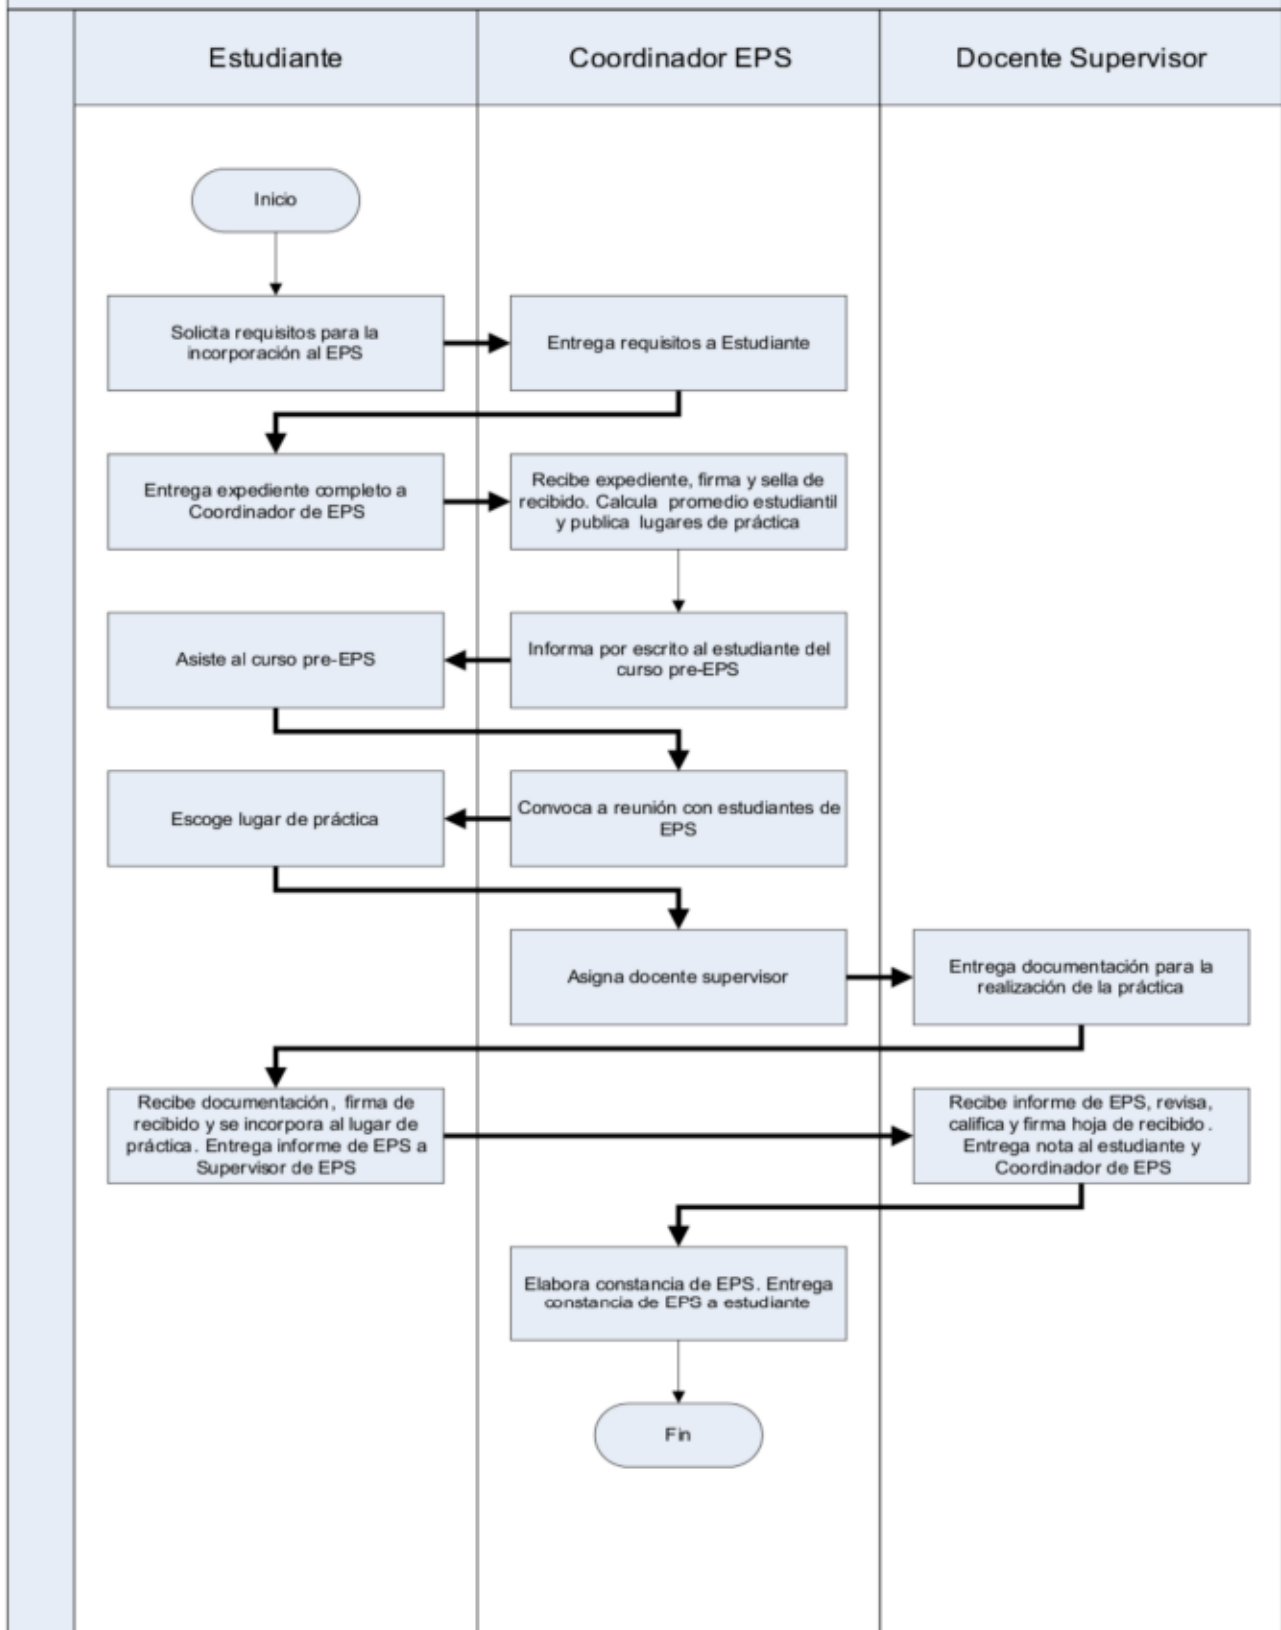 Estudiante
Coordinador EPS
Docente Supervisor
Inicio
Solicita requisitos para la
incorporación al EPS
Entrega requisitos a Estudiante
Entrega expediente completo a
Coordinador de EPS
Recibe expediente, firma y sella de
recibido. Calcula promedio estudiantil
y publica lugares de práctica
Asiste al curso pre-EPS
Informa por escrito al estudiante del
curso pre-EPS
Escoge lugar de práctica
Convoca a reunión con estudiantes de
EPS
Asigna docente supervisor
Entrega documentación para la
realización de la práctica
Recibe documentación, firma de
recibido y se incorpora al lugar de
práctica. Entrega informe de EPS a
Supervisor de EPS
Recibe informe de EPS, revisa,
califica y firma hoja de recibido.
Entrega nota al estudiante y
Coordinador de EPS
Elabora constancia de EPS. Entrega
constancia de EPS a estudiante
Fin